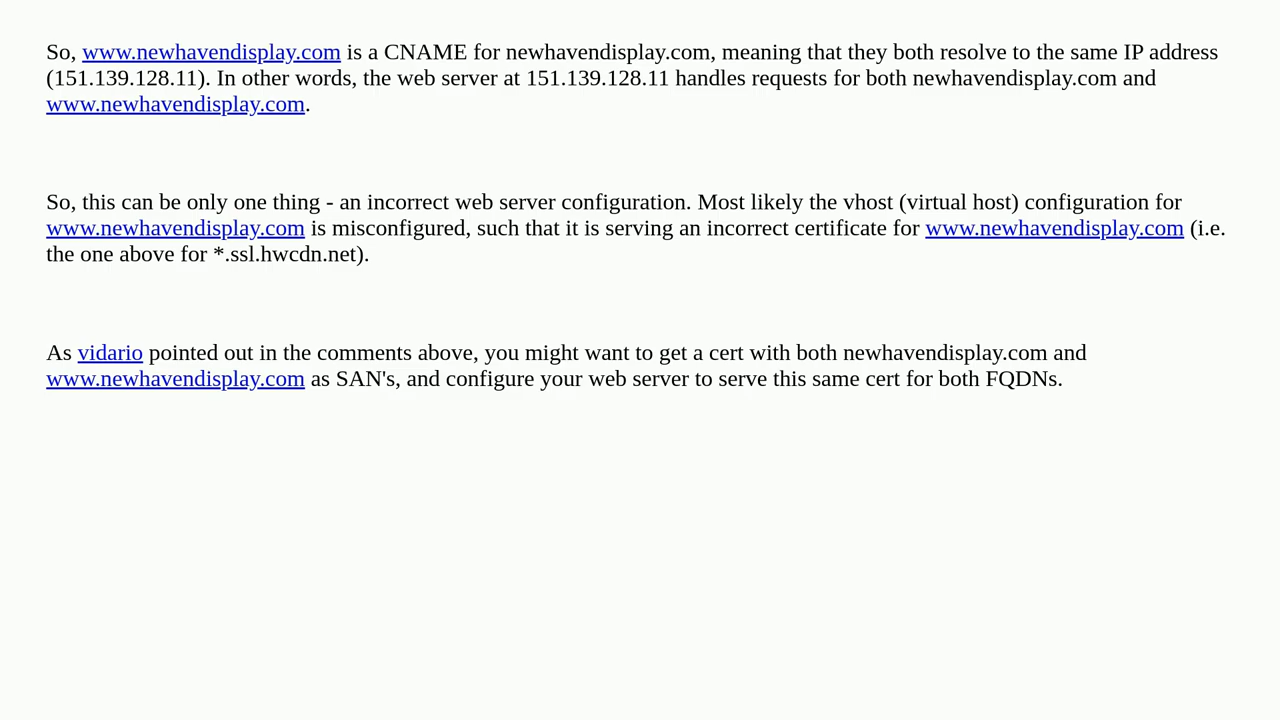 So, www.newhavendisplay.com is a CNAME for newhavendisplay.com, meaning that they both resolve to the same IP address
(151.139.128.11). In other words, the web server at 151.139.128.11 handles requests for both newhavendisplay.com and
www.newhavendisplay.com.
So, this can be only one thing - an incorrect web server configuration. Most likely the vhost (virtual host) configuration for
www.newhavendisplay.com is misconfigured, such that it is serving an incorrect certificate for www.newhavendisplay.com (i.e.
the one above for *.ssl.hwcdn.net).
As vidario pointed out in the comments above, you might want to get a cert with both newhavendisplay.com and
www.newhavendisplay.com as SAN's, and configure your web server to serve this same cert for both FQDNs.